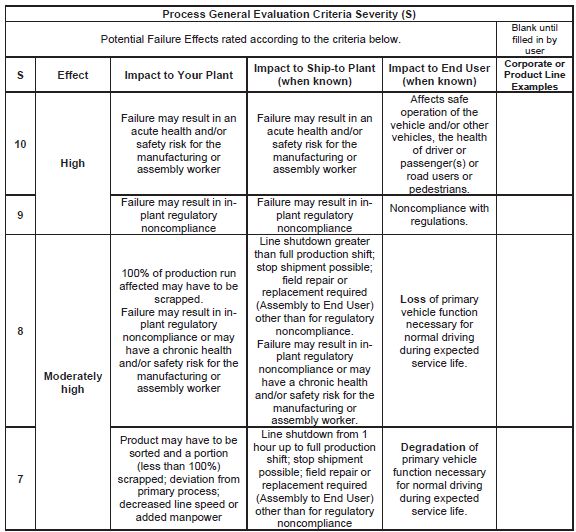 Process General Evaluation Criteria Severity (S)
Potential Failure Effects rated according to the criteria below.
Blank until
filled in by
user
S
Effect
Impact to Your Plant
Impact to Ship-to Plant
(when known)
Impact to End User
(when known)
Corporate or
Product Line
Examples
10
High
Failure may result in an
acute health and/or
safety risk for the
manufacturing or
assembly worker
Failure may result in an
acute health and/or
safety risk for the
manufacturing or
assembly worker
Affects safe
operation of the
vehicle and/or other
vehicles, the health
of driver or
passenger(s) or
road users or
pedestrians.
9
Failure may result in in-
plant regulatory
noncompliance
Failure may result in in-
plant regulatory
noncompliance
Noncompliance with
regulations.
8
Moderately
high
100% of production run
affected may have to be
scrapped.
Failure may result in in-
plant regulatory
noncompliance or may
have a chronic health
and/or safety risk for the
manufacturing or
assembly worker
Line shutdown greater
than full production shift;
stop shipment possible;
field repair or
replacement required
(Assembly to End User)
other than for regulatory
noncompliance.
Failure may result in in-
plant regulatory
noncompliance or may
have a chronic health
and/or safety risk for the
manufacturing or
assembly worker.
Loss of primary
vehicle function
necessary for
normal driving
during expected
service life.
7
Product may have to be
sorted and a portion
(less than 100%)
scrapped; deviation from
primary process;
decreased line speed or
added manpower
Line shutdown from 1
hour up to full production
shift; stop shipment
possible; field repair or
replacement required
(Assembly to End User)
other than for regulatory
noncompliance
Degradation of
primary vehicle
function necessary
for normal driving
during expected
service life.